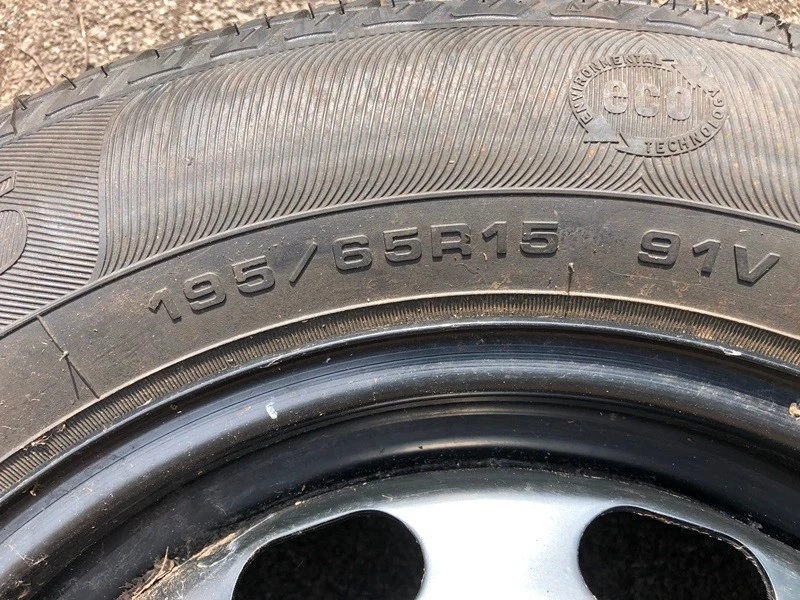 ENVIRONMENTAL
eco
TECHNOLOGY
195/65R15 91V